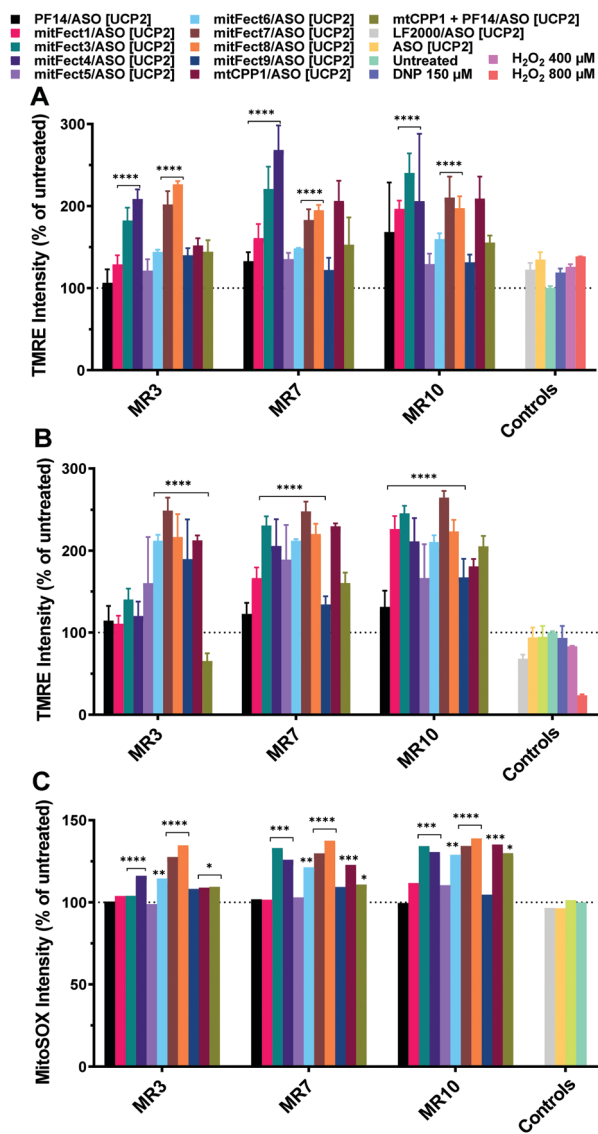 PF14/ASO [UCP2] mitFect6/ASO [UCP2] mtCPP1 + PF14/ASO [UCP2]
mitFect1/ASO [UCP2] mitFect7/ASO [UCP2] LF2000/ASO [UCP2]
mitFect3/ASO [UCP2] mitFect8/ASO [UCP2] ASO [UCP2]
mitFect4/ASO [UCP2] mitFect9/ASO [UCP2] Untreated H₂O₂ 400 µM
mitFect5/ASO [UCP2] mtCPP1/ASO [UCP2] DNP 150 µM H₂O₂ 800 µM
A
TMRE Intensity (% of untreated)
300
200
100
0
**** **** **** **** **** ****
MR3 MR7 MR10 Controls
B
TMRE Intensity (% of untreated)
300
200
100
0
**** **** ****
MR3 MR7 MR10 Controls
C
MitoSOX Intensity (% of untreated)
150
100
50
0
**** ** **** * *** ** **** *** * *** ** **** *** *
MR3 MR7 MR10 Controls